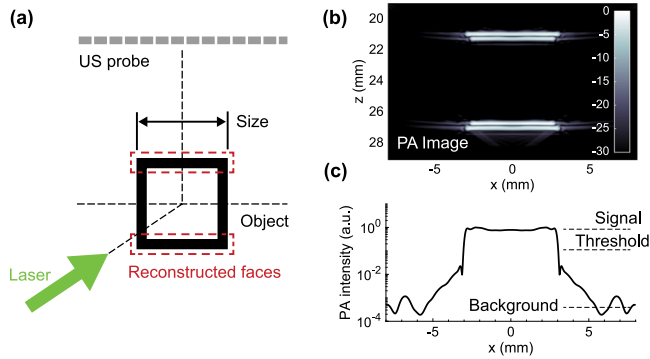 (a)
US probe
Size
Object
Laser
Reconstructed faces
(b)
20
22
24
26
28
z (mm)
PA Image
-5
0
5
x (mm)
0
-5
-10
-15
-20
-25
-30
(c)
10^0
10^-2
10^-4
PA intensity (a.u.)
Signal
Threshold
Background
-5
0
5
x (mm)